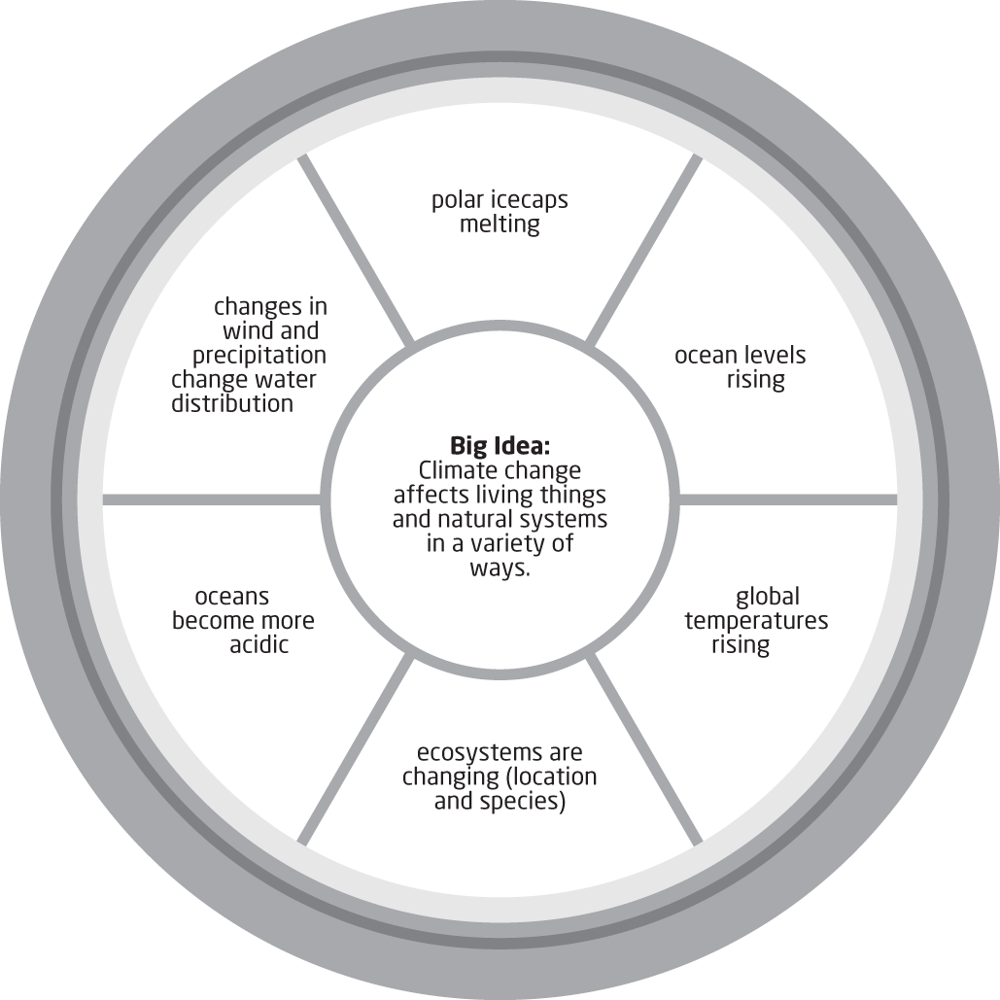 polar icecaps
melting
ocean levels
rising
global
temperatures
rising
ecosystems are
changing (location
and species)
oceans
become more
acidic
changes in
wind and
precipitation
change water
distribution
Big Idea:
Climate change
affects living things
and natural systems
in a variety of
ways.